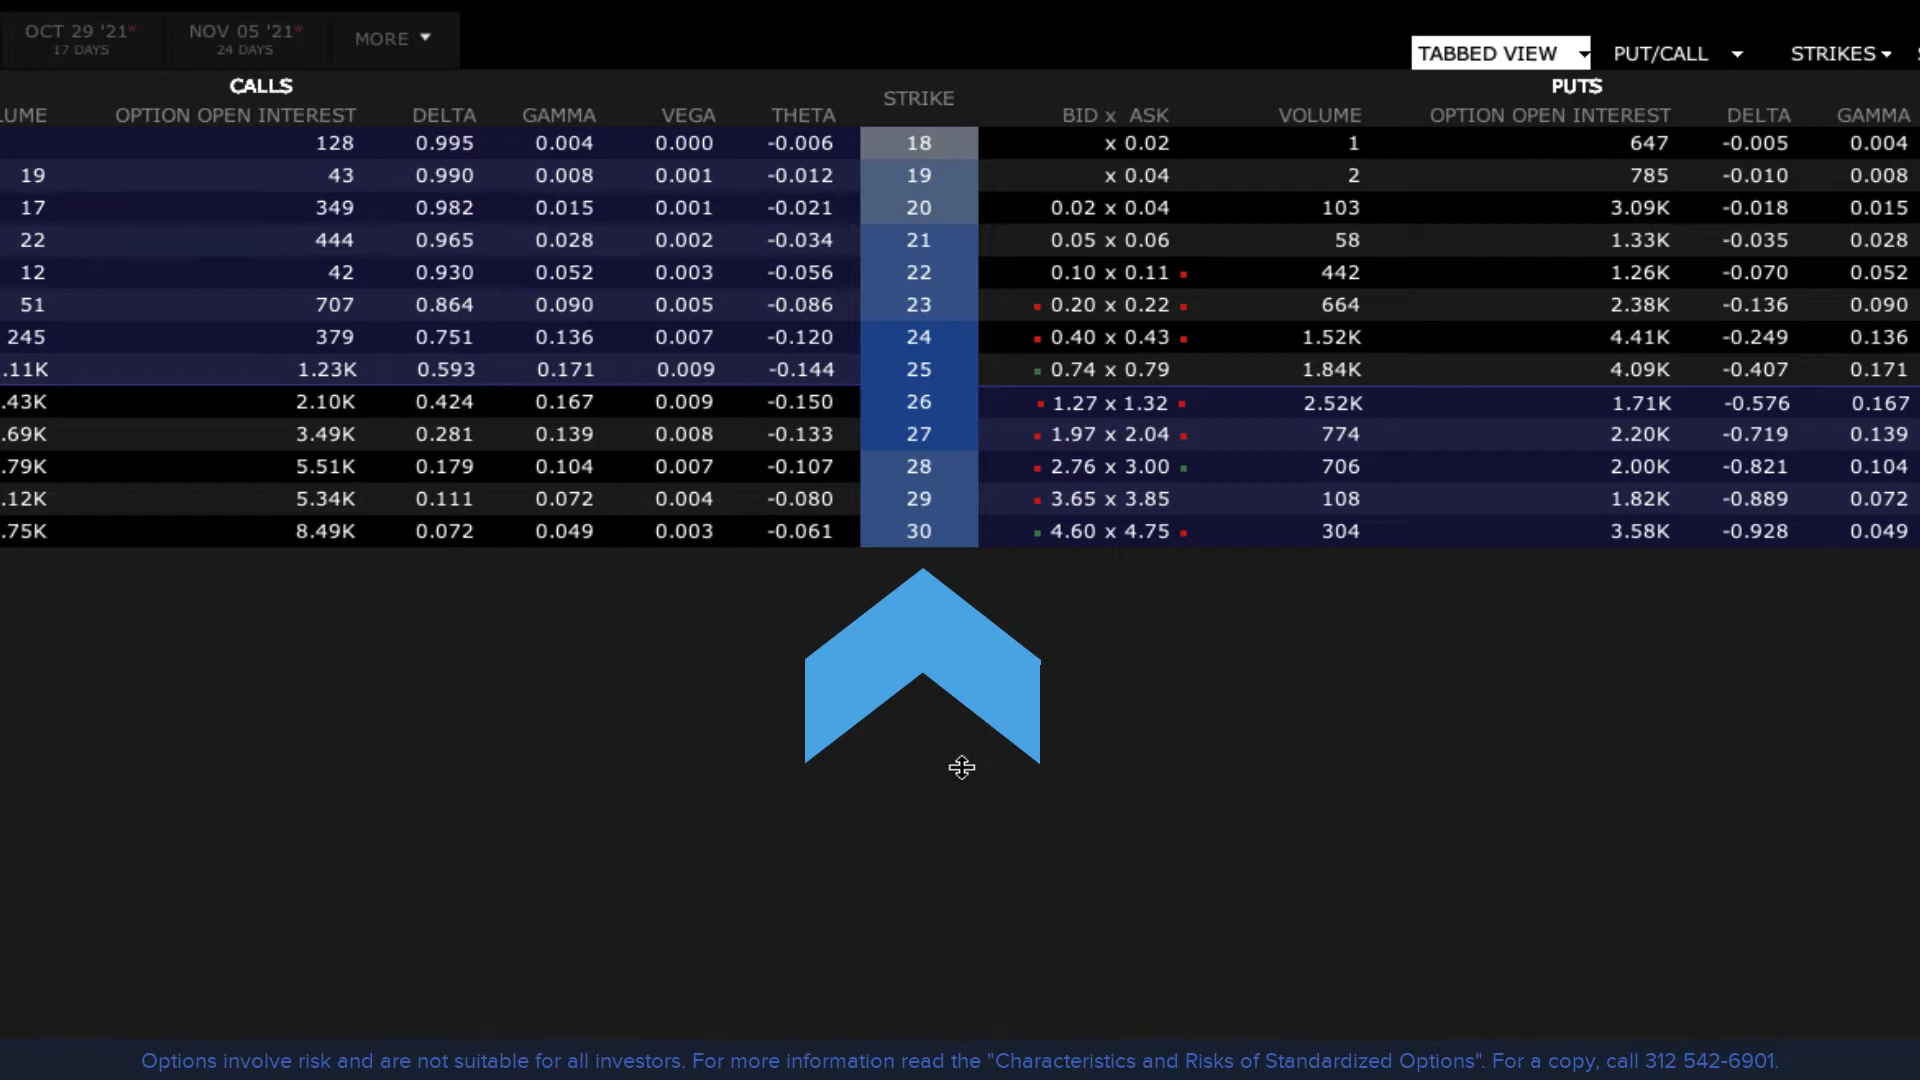 OCT 29 '21W NOV 05 '21W MORE
17 DAYS 24 DAYS
TABBED VIEW PUT/CALL STRIKES
CALLS STRIKE PUTS
LUME OPTION OPEN INTEREST DELTA GAMMA VEGA THETA BID x ASK VOLUME OPTION OPEN INTEREST DELTA GAMMA
128 0.995 0.004 0.000 -0.006 18 x 0.02 1 647 -0.005 0.004
19 43 0.990 0.008 0.001 -0.012 19 x 0.04 2 785 -0.010 0.008
17 349 0.982 0.015 0.001 -0.021 20 0.02 x 0.04 103 3.09K -0.018 0.015
22 444 0.965 0.028 0.002 -0.034 21 0.05 x 0.06 58 1.33K -0.035 0.028
12 42 0.930 0.052 0.003 -0.056 22 0.10 x 0.11 442 1.26K -0.070 0.052
51 707 0.864 0.090 0.005 -0.086 23 0.20 x 0.22 664 2.38K -0.136 0.090
245 379 0.751 0.136 0.007 -0.120 24 0.40 x 0.43 1.52K 4.41K -0.249 0.136
.11K 1.23K 0.593 0.171 0.009 -0.144 25 0.74 x 0.79 1.84K 4.09K -0.407 0.171
.43K 2.10K 0.424 0.167 0.009 -0.150 26 1.27 x 1.32 2.52K 1.71K -0.576 0.167
.69K 3.49K 0.281 0.139 0.008 -0.133 27 1.97 x 2.04 774 2.20K -0.719 0.139
.79K 5.51K 0.179 0.104 0.007 -0.107 28 2.76 x 3.00 706 2.00K -0.821 0.104
.12K 5.34K 0.111 0.072 0.004 -0.080 29 3.65 x 3.85 108 1.82K -0.889 0.072
.75K 8.49K 0.072 0.049 0.003 -0.061 30 4.60 x 4.75 304 3.58K -0.928 0.049
Options involve risk and are not suitable for all investors. For more information read the "Characteristics and Risks of Standardized Options". For a copy, call 312 542-6901.